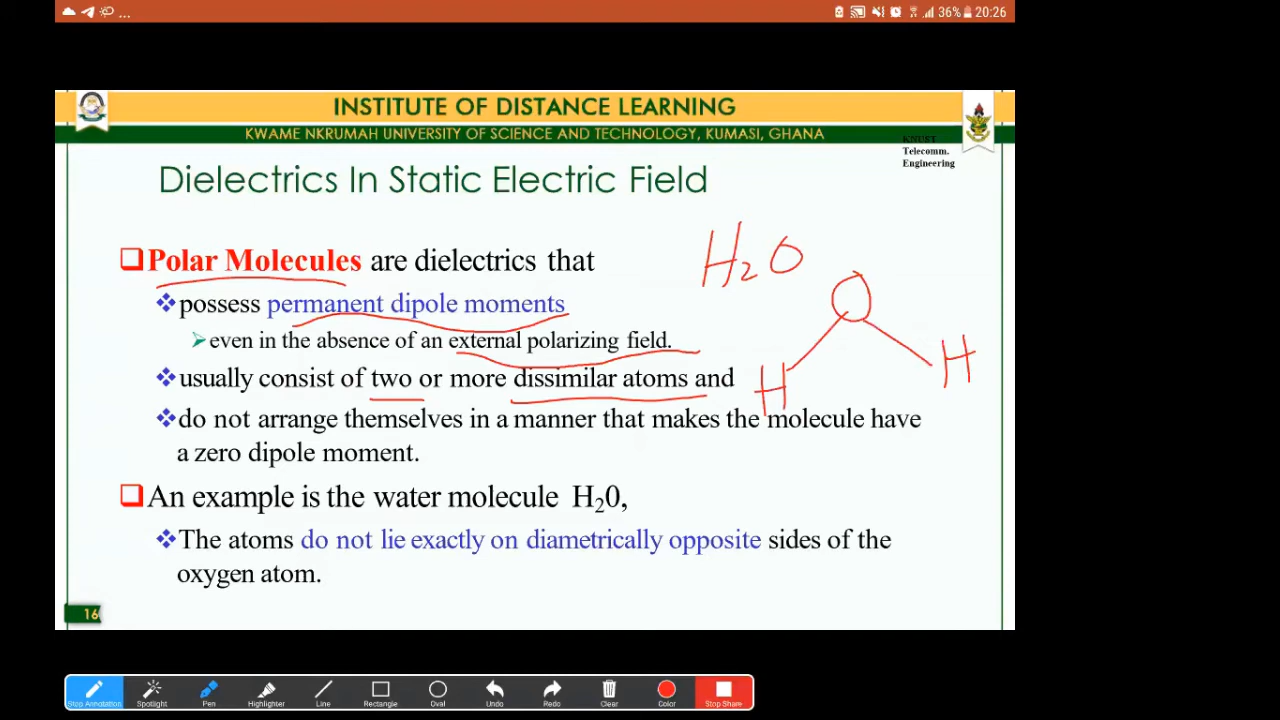 ... 36% 20:26
INSTITUTE OF DISTANCE LEARNING
KWAME NKRUMAH UNIVERSITY OF SCIENCE AND TECHNOLOGY, KUMASI, GHANA
KNUST
Telecomm.
Engineering
Dielectrics In Static Electric Field
Polar Molecules are dielectrics that
H₂O
possess permanent dipole moments
O
even in the absence of an external polarizing field.
H H
usually consist of two or more dissimilar atoms and
do not arrange themselves in a manner that makes the molecule have
a zero dipole moment.
An example is the water molecule H₂0,
The atoms do not lie exactly on diametrically opposite sides of the
oxygen atom.
16
Stop Annotation Spotlight Pen Highlighter Line Rectangle Oval Undo Redo Clear Color Stop Share